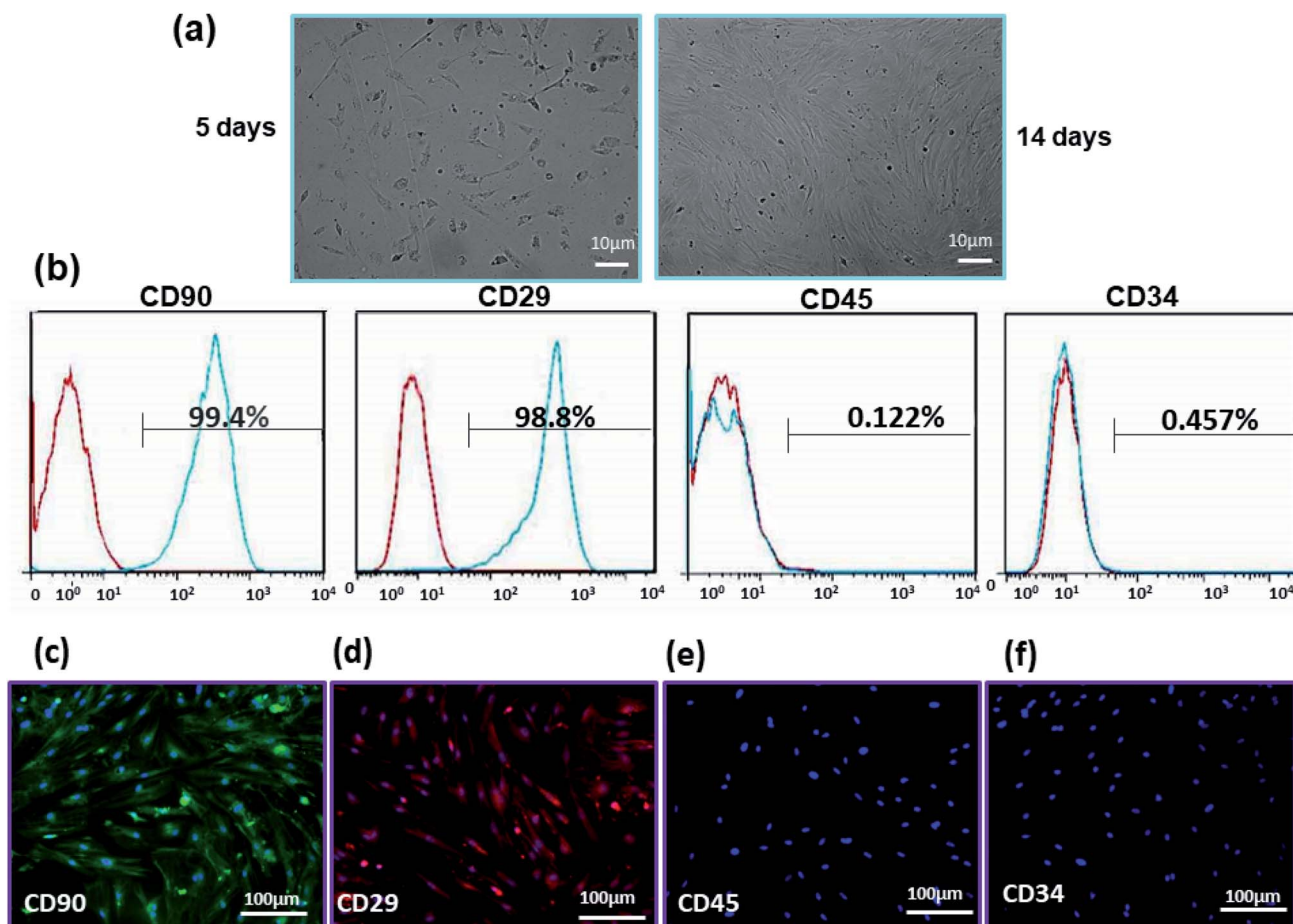 (a)
5 days
10µm
10µm
14 days
(b)
CD90
CD29
CD45
CD34
99.4%
98.8%
0.122%
0.457%
0 10⁰ 10¹ 10² 10³ 10⁴
0 10⁰ 10¹ 10² 10³ 10⁴
0 10⁰ 10¹ 10² 10³ 10⁴
0 10⁰ 10¹ 10² 10³ 10⁴
(c)
(d)
(e)
(f)
CD90 100µm
CD29 100µm
CD45 100µm
CD34 100µm